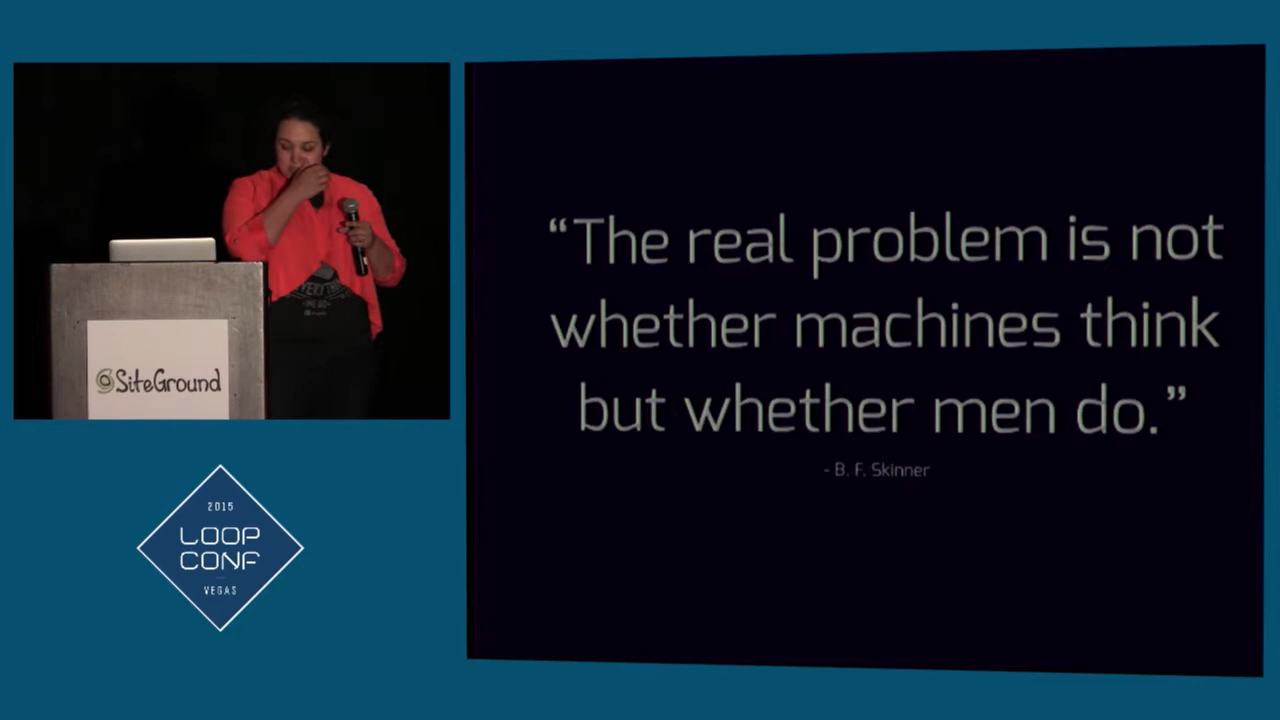 “The real problem is not
whether machines think
but whether men do.”
- B. F. Skinner
SiteGround
2015
LOOP
CONF
VEGAS